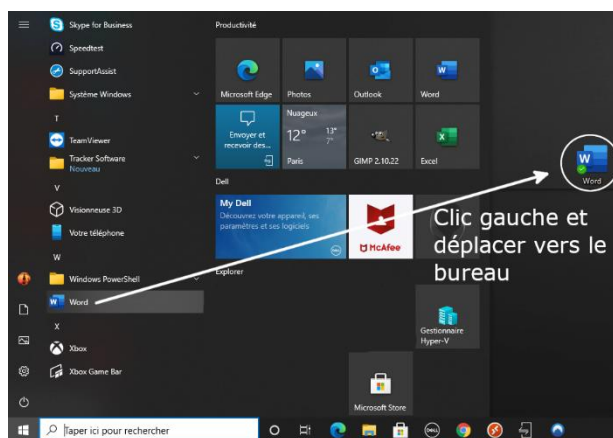 Skype for Business
Speedtest
SupportAssist
Système Windows
T
TeamViewer
Tracker Software
Nouveau
V
Visionneuse 3D
Votre téléphone
W
Windows PowerShell
Word
X
Xbox
Xbox Game Bar
Taper ici pour rechercher
Productivité
Microsoft Edge
Photos
Outlook
Word
Envoyer et
recevoir des...
Nuageux
12° 13°
7°
Paris
GIMP 2.10.22
Excel
Dell
My Dell
Découvrez votre appareil, ses
paramètres et ses logiciels
McAfee
Explorer
Gestionnaire
Hyper-V
Microsoft Store
Word
Clic gauche et
déplacer vers le
bureau